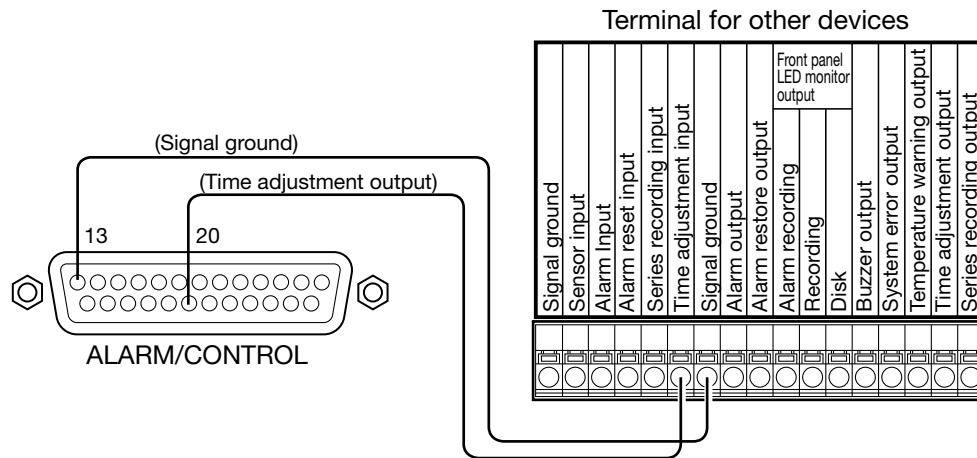 Terminal for other devices
Signal ground
Sensor input
Alarm Input
Alarm reset input
Series recording input
Time adjustment input
Signal ground
Alarm output
Alarm restore output
Front panel
LED monitor
output
Alarm recording
Recording
Disk
Buzzer output
System error output
Temperature warning output
Time adjustment output
Series recording output
(Signal ground)
(Time adjustment output)
13 20
ALARM/CONTROL